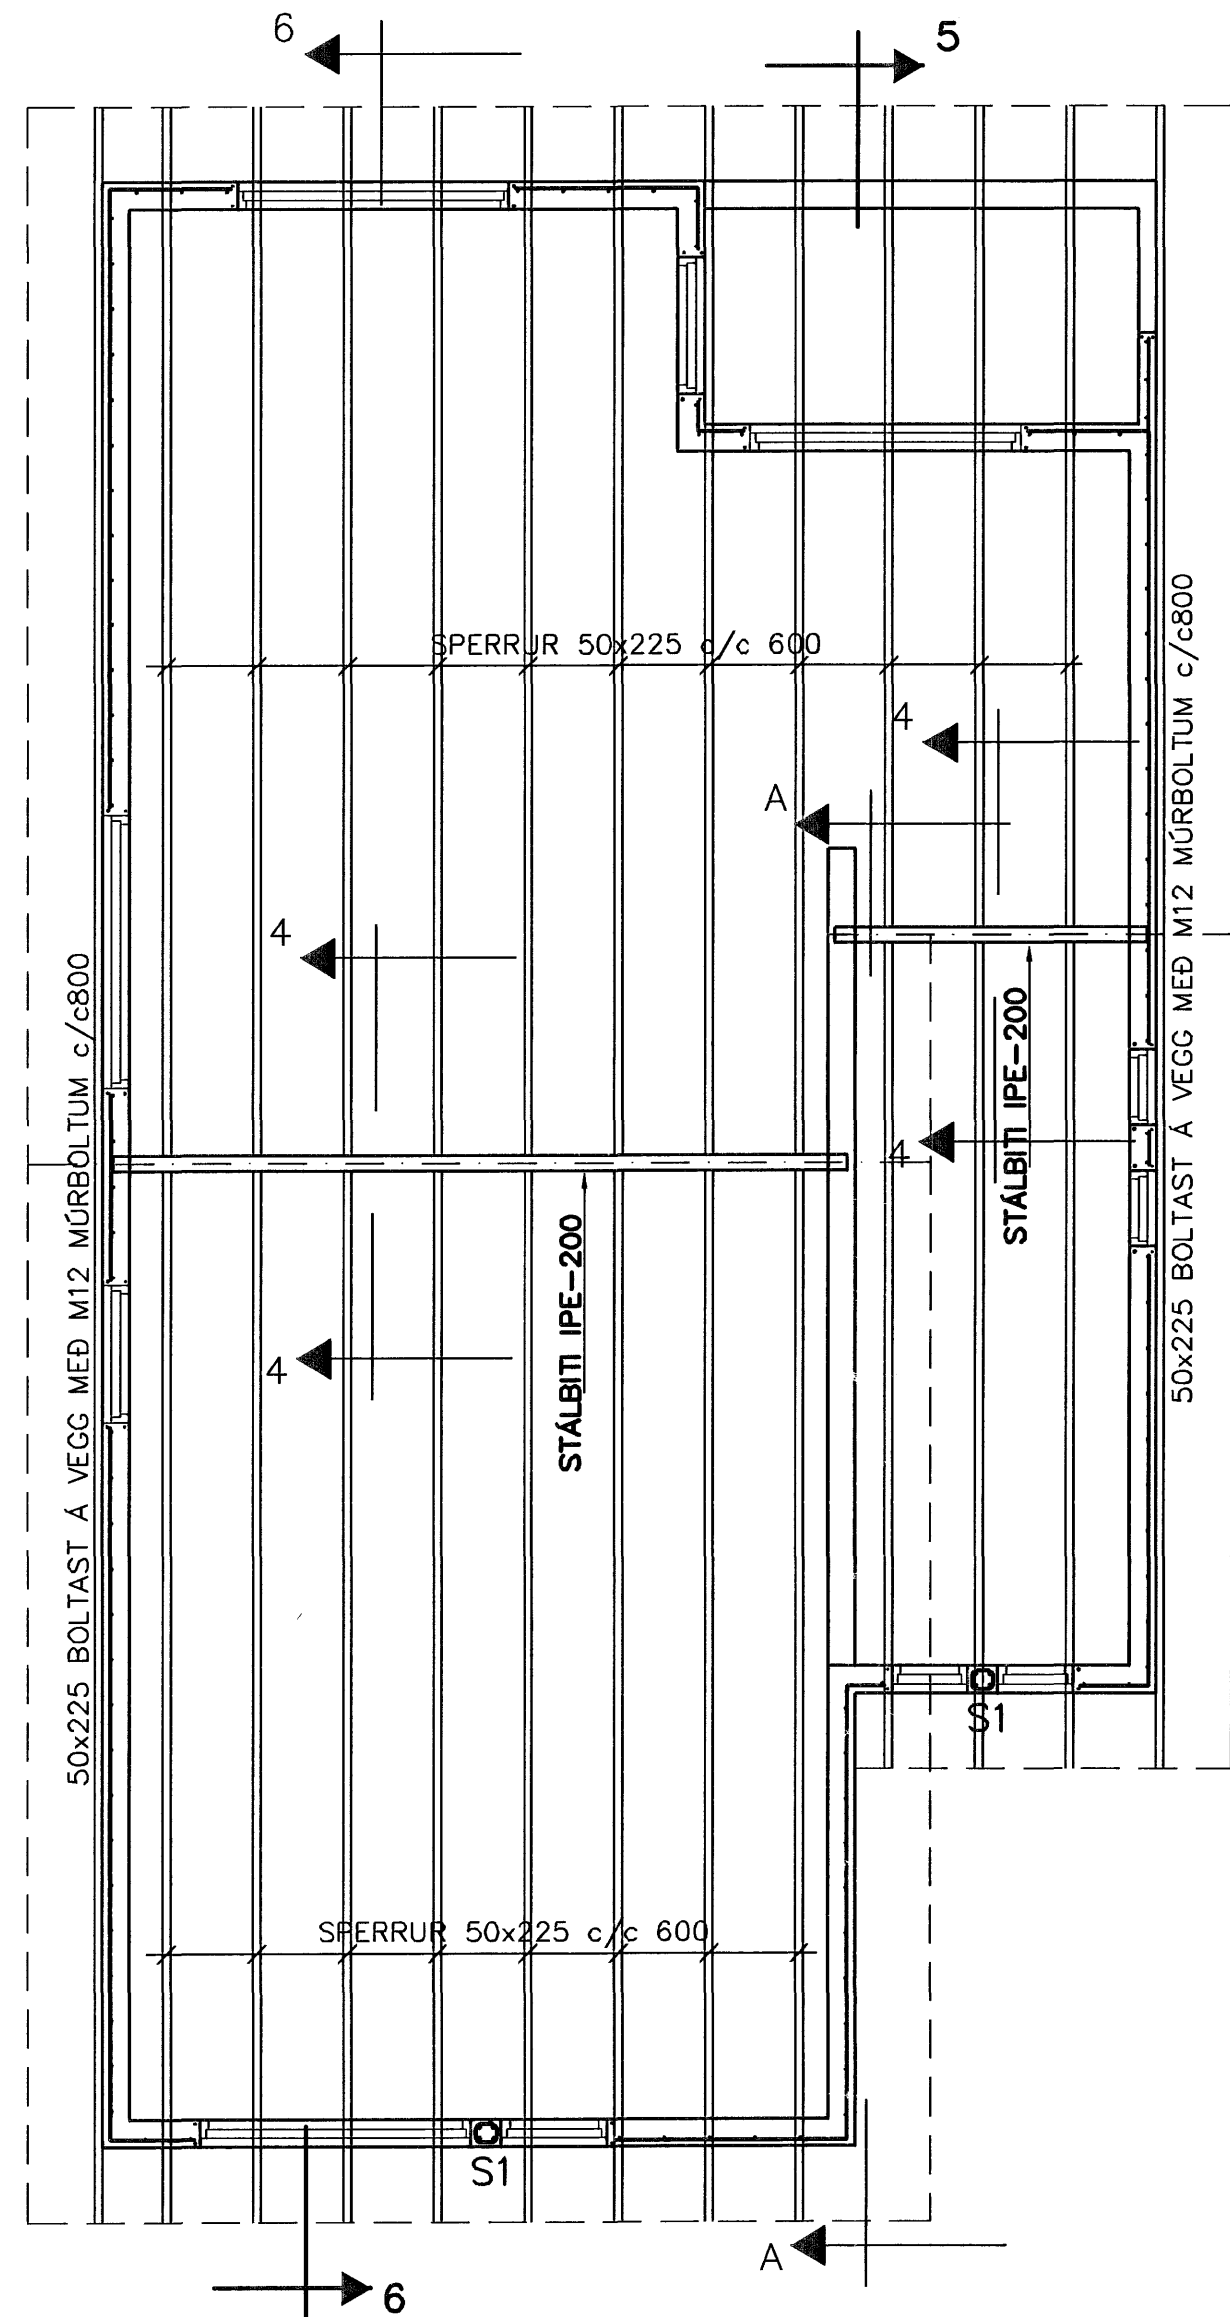 6
5
SPERRUR 50x225 c/c 600
4
A
4
50x225 BOLTAST Á VEGG MEÐ M12 MÚRBOLTUM c/c800
50x225 BOLTAST Á VEGG MEÐ M12 MÚRBOLTUM c/c800
STÁLBITI IPE-200
4
STÁLBITI IPE-200
4
S1
SPERRUR 50x225 c/c 600
S1
A
6